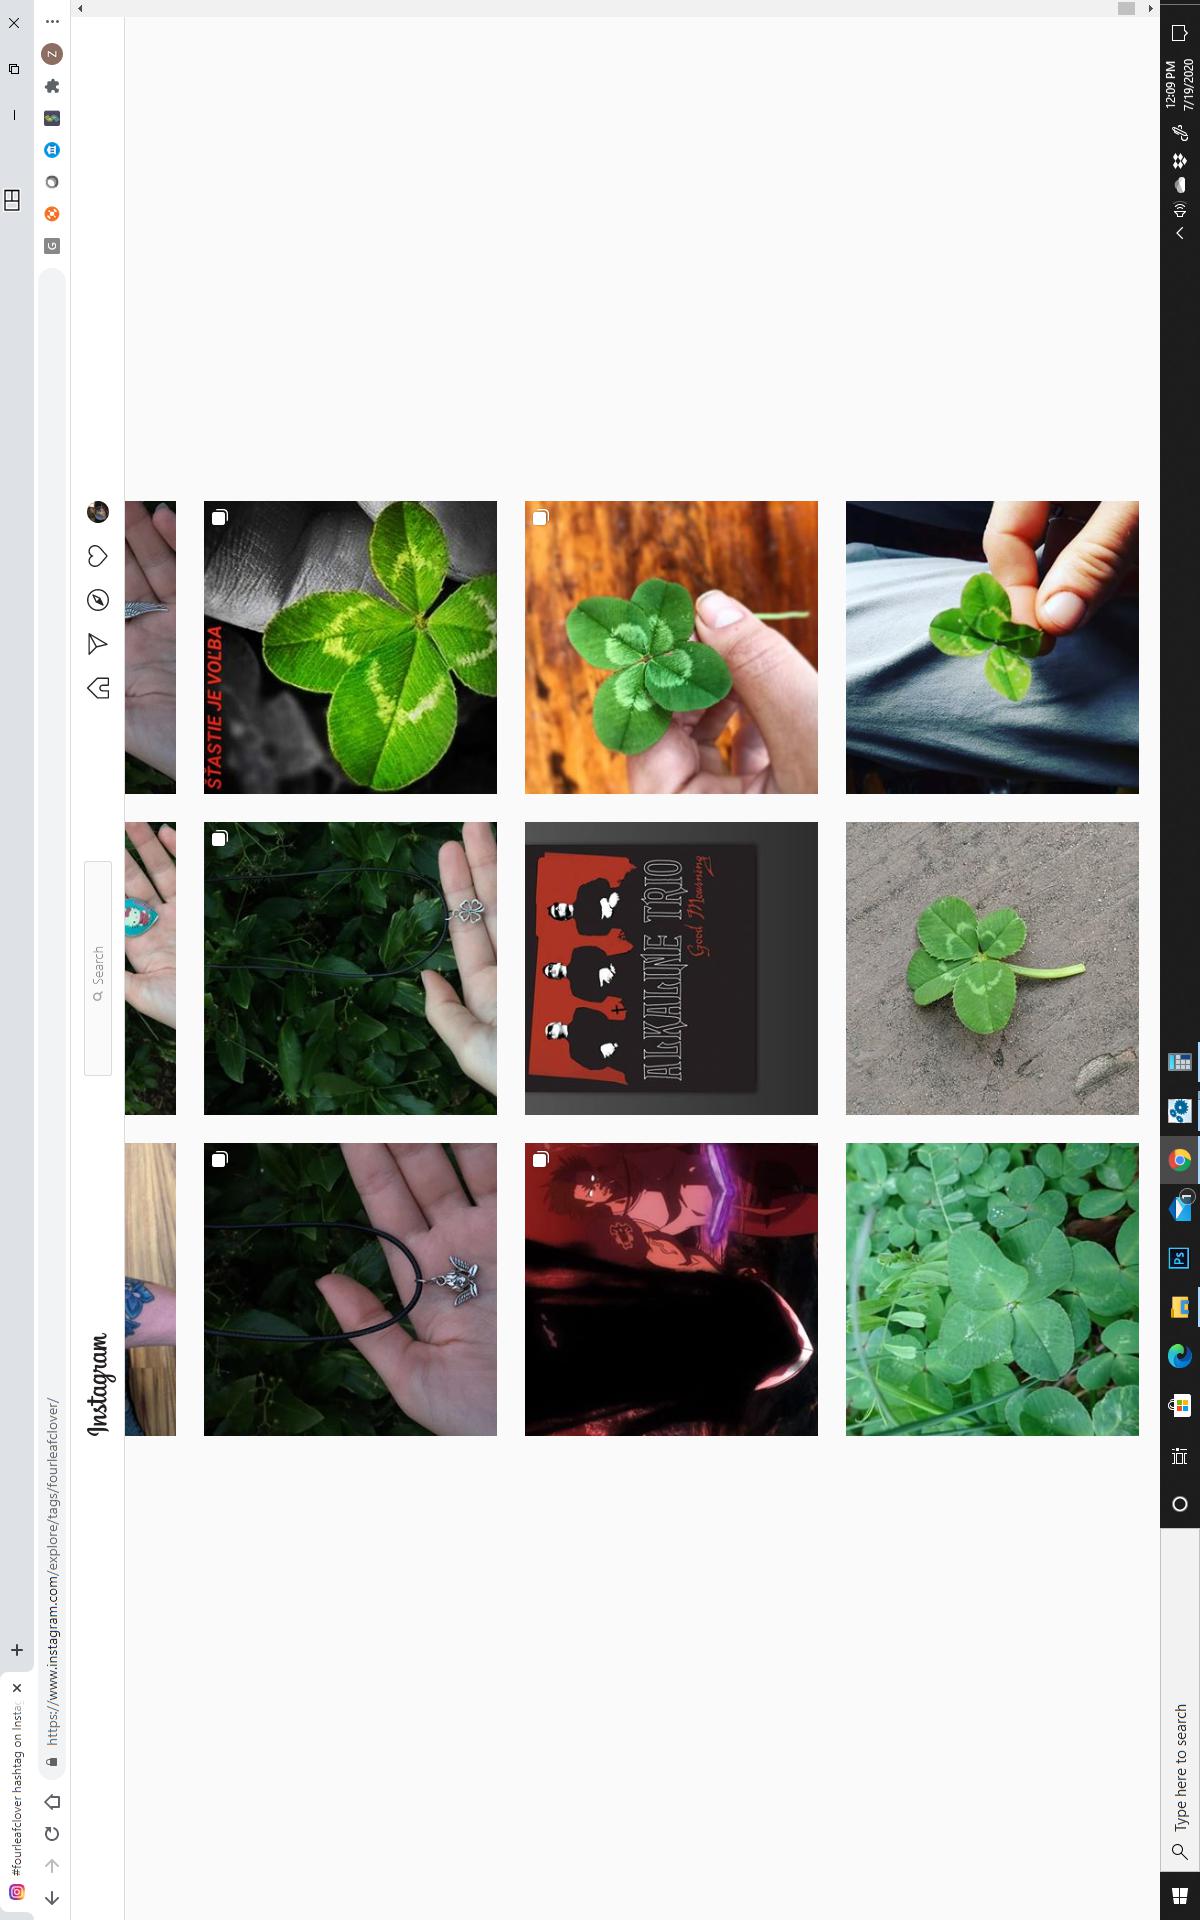 #fourleafclover hashtag on Insta
https://www.instagram.com/explore/tags/fourleafclover/
G
Z
Instagram
Search
ŠŤASTIE JE VOĽBA
ALKALINE TRIO
Good Mourning
Type here to search
Ps
1
12:09 PM
7/19/2020